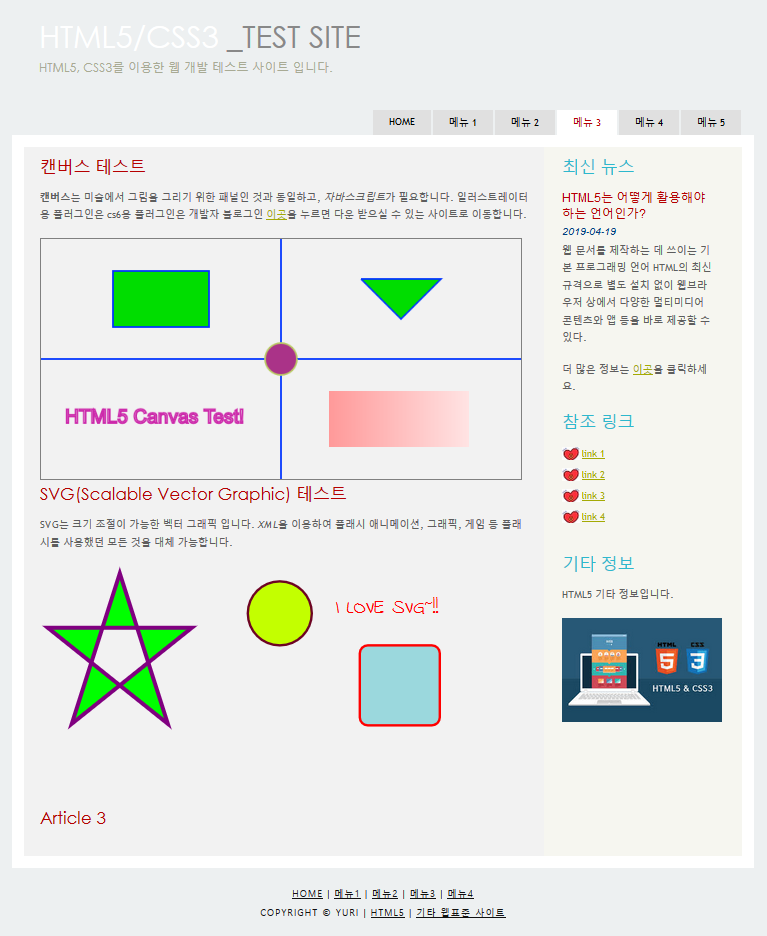 HTML5/CSS3 _TEST SITE
HTML5, CSS3를 이용한 웹 개발 테스트 사이트 입니다.
HOME 메뉴 1 메뉴 2 메뉴 3 메뉴 4 메뉴 5
캔버스 테스트
캔버스는 미술에서 그림을 그리기 위한 패널인 것과 동일하고, 자바스크립트가 필요합니다. 일러스트레이터
용 플러그인은 cs6용 플러그인은 개발자 블로그인 이곳을 누르면 다운 받으실 수 있는 사이트로 이동합니다.
HTML5 Canvas Test!
SVG(Scalable Vector Graphic) 테스트
SVG는 크기 조절이 가능한 벡터 그래픽 입니다. XML을 이용하여 플래시 애니메이션, 그래픽, 게임 등 플래
시를 사용했던 모든 것을 대체 가능합니다.
I LOVE SVG~!!
Article 3
최신 뉴스
HTML5는 어떻게 활용해야
하는 언어인가?
2019-04-19
웹 문서를 제작하는 데 쓰이는 기
본 프로그래밍 언어 HTML의 최신
규격으로 별도 설치 없이 웹브라
우저 상에서 다양한 멀티미디어
콘텐츠와 앱 등을 바로 제공할 수
있다.
더 많은 정보는 이곳을 클릭하세
요.
참조 링크
link 1
link 2
link 3
link 4
기타 정보
HTML5 기타 정보입니다.
HTML CSS
5 3
HTML5 & CSS3
HOME | 메뉴1 | 메뉴2 | 메뉴3 | 메뉴4
COPYRIGHT © YURI | HTML5 | 기타 웹표준 사이트